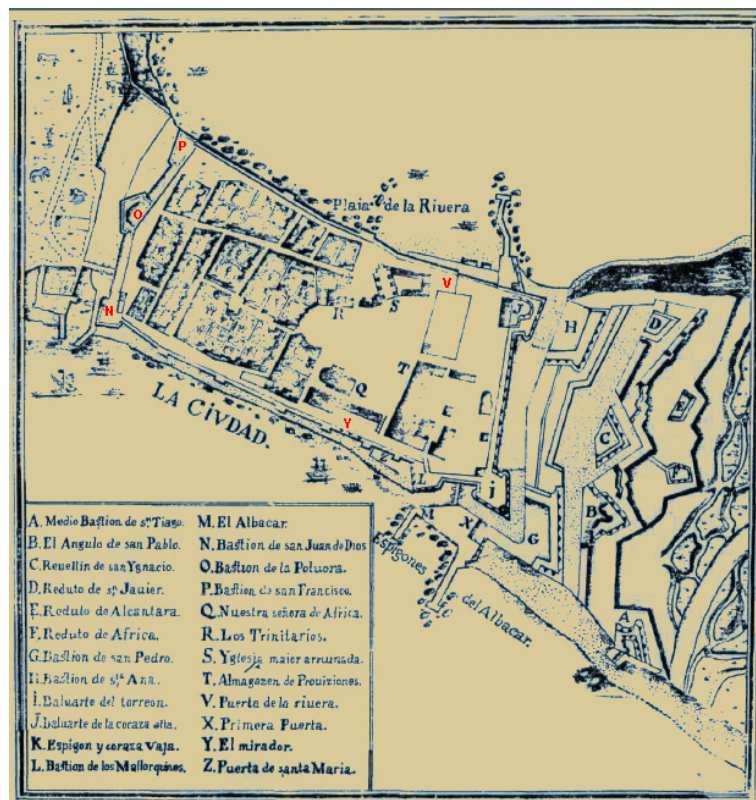 P
O
N
Plaia de la Riuera
R
S
V
H
D
Q
T
C
Y
LA CIVDAD.
L
j
B
M
X
G
Espigones
del Albacar.
A
A. Medio Bastion de sn. Tiago.
B. El Angulo de san Pablo.
C. Reuellin de san Ygnacio.
D. Reduto de sn. Jauier.
E. Reduto de Alcantara.
F. Reduto de Africa.
G. Bastion de san Pedro.
H. Bastion de sta. Ana.
i. Baluarte del torreon.
J. baluarte de la coraza alta.
K. Espigon y coraza Vaja.
L. Bastion de los Mallorquines.
M. El Albacar.
N. Bastion de san Juan de Dios
O. Bastion de la Poluora.
P. Bastion de san Francisco.
Q. Nuestra señora de Africa.
R. Los Trinitarios.
S. Yglesia maior arruinada.
T. Almagazen de Prouiziones.
V. Puerta de la riuera.
X. Primera Puerta.
Y. El mirador.
Z. Puerta de santa Maria.